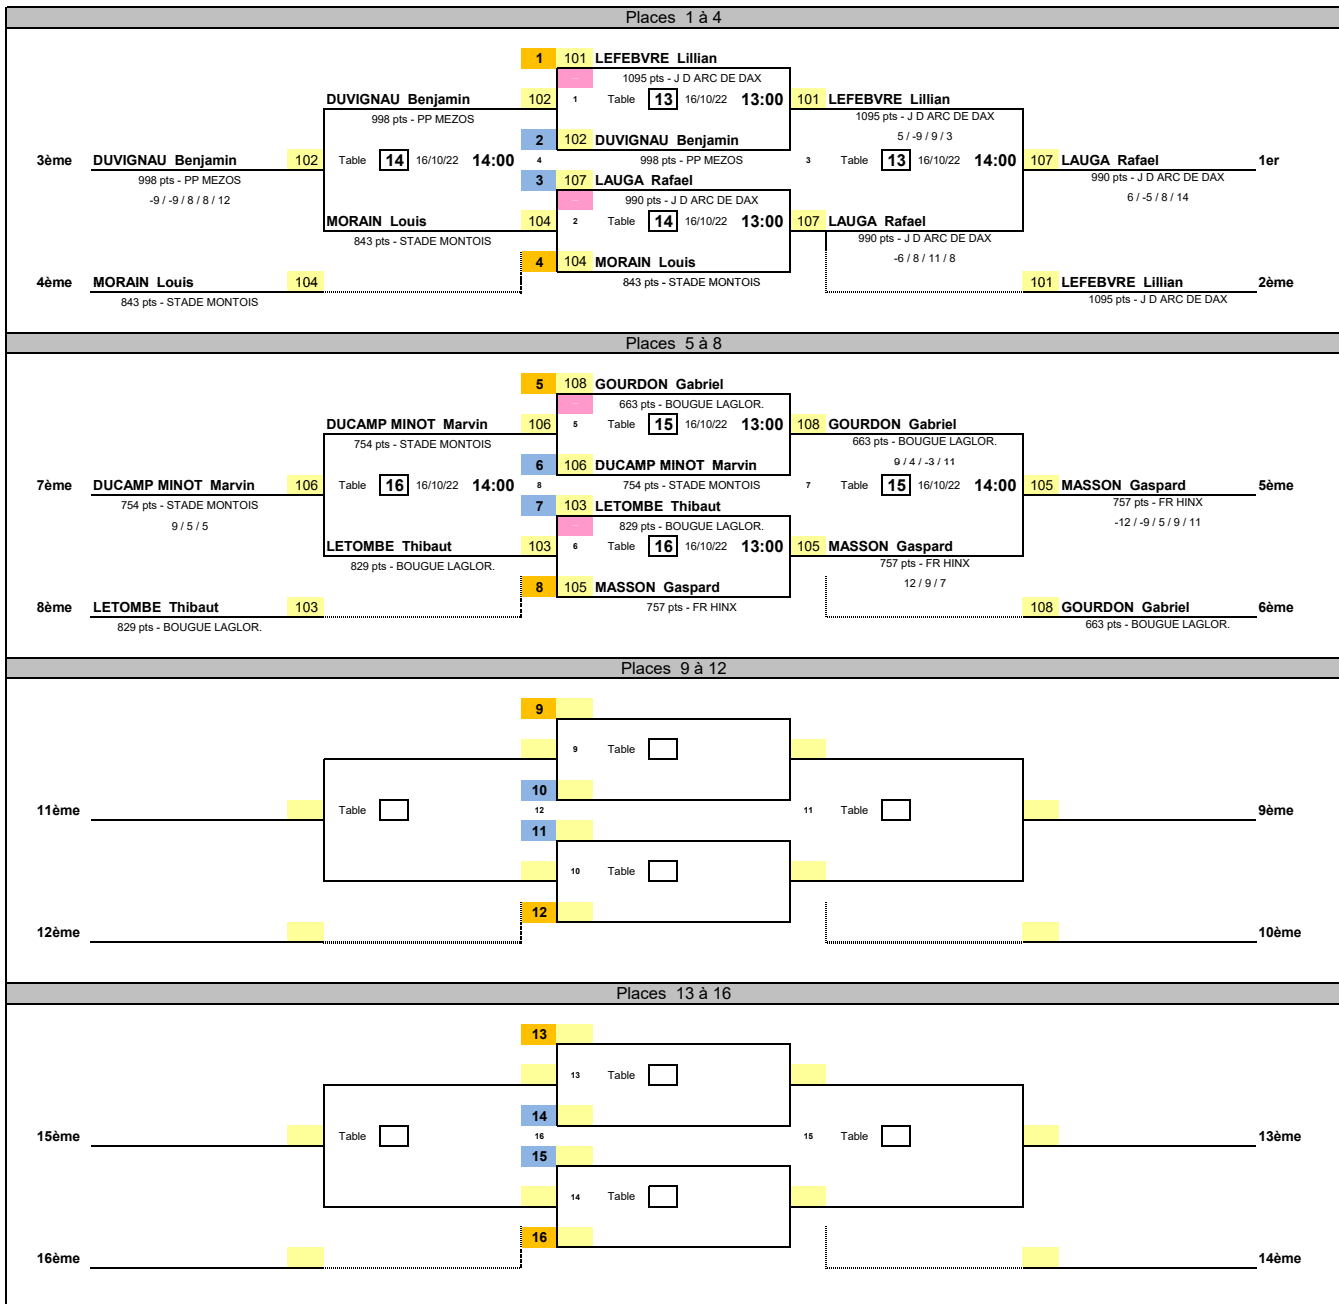 Places 1 à 4
1 101 LEFEBVRE Lillian
1095 pts - J D ARC DE DAX
DUVIGNAU Benjamin 102 1 Table 13 16/10/22 13:00 101 LEFEBVRE Lillian
998 pts - PP MEZOS 1095 pts - J D ARC DE DAX
5 / -9 / 9 / 3
2 102 DUVIGNAU Benjamin
3ème DUVIGNAU Benjamin 102 Table 14 16/10/22 14:00 4 998 pts - PP MEZOS 3 Table 13 16/10/22 14:00 107 LAUGA Rafael 1er
998 pts - PP MEZOS 3 107 LAUGA Rafael 990 pts - J D ARC DE DAX
-9 / -9 / 8 / 8 / 12 990 pts - J D ARC DE DAX 6 / -5 / 8 / 14
MORAIN Louis 104 2 Table 14 16/10/22 13:00 107 LAUGA Rafael
843 pts - STADE MONTOIS 990 pts - J D ARC DE DAX
4 104 MORAIN Louis -6 / 8 / 11 / 8
4ème MORAIN Louis 104 843 pts - STADE MONTOIS 101 LEFEBVRE Lillian 2ème
843 pts - STADE MONTOIS 1095 pts - J D ARC DE DAX
Places 5 à 8
5 108 GOURDON Gabriel
663 pts - BOUGUE LAGLOR.
DUCAMP MINOT Marvin 106 5 Table 15 16/10/22 13:00 108 GOURDON Gabriel
754 pts - STADE MONTOIS 663 pts - BOUGUE LAGLOR.
6 106 DUCAMP MINOT Marvin 9 / 4 / -3 / 11
7ème DUCAMP MINOT Marvin 106 Table 16 16/10/22 14:00 8 754 pts - STADE MONTOIS 7 Table 15 16/10/22 14:00 105 MASSON Gaspard 5ème
754 pts - STADE MONTOIS 7 103 LETOMBE Thibaut 757 pts - FR HINX
9 / 5 / 5 829 pts - BOUGUE LAGLOR. -12 / -9 / 5 / 9 / 11
LETOMBE Thibaut 103 6 Table 16 16/10/22 13:00 105 MASSON Gaspard
829 pts - BOUGUE LAGLOR. 757 pts - FR HINX
8 105 MASSON Gaspard 12 / 9 / 7
8ème LETOMBE Thibaut 103 757 pts - FR HINX 108 GOURDON Gabriel 6ème
829 pts - BOUGUE LAGLOR. 663 pts - BOUGUE LAGLOR.
Places 9 à 12
9
9 Table
10
11ème Table 12 11 Table 9ème
11
10 Table
12
12ème 10ème
Places 13 à 16
13
13 Table
14
15ème Table 16 15 Table 13ème
15
14 Table
16
16ème 14ème